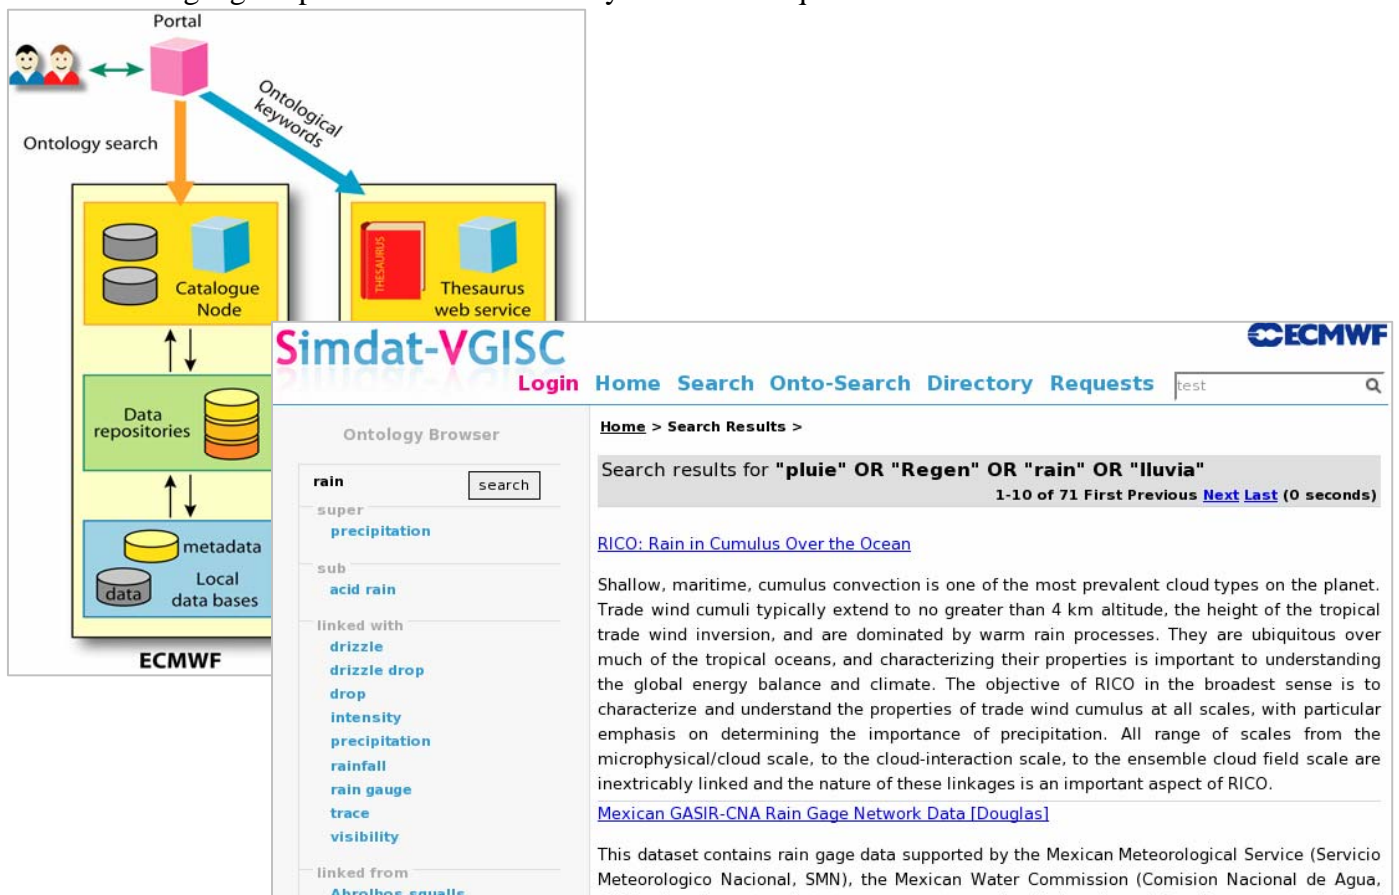 Portal
Ontological
keywords
Ontology search
THESAURUS
Catalogue
Node
Thesaurus
web service
Data
repositories
metadata
data
Local
data bases
ECMWF
Simdat-VGISC
ECMWF
Login Home Search Onto-Search Directory Requests test
Ontology Browser
rain search
super
precipitation
sub
acid rain
linked with
drizzle
drizzle drop
drop
intensity
precipitation
rainfall
rain gauge
trace
visibility
linked from
Abrolhos squalls
Home > Search Results >
Search results for "pluie" OR "Regen" OR "rain" OR "lluvia"
1-10 of 71 First Previous Next Last (0 seconds)
RICO: Rain in Cumulus Over the Ocean
Shallow, maritime, cumulus convection is one of the most prevalent cloud types on the planet.
Trade wind cumuli typically extend to no greater than 4 km altitude, the height of the tropical
trade wind inversion, and are dominated by warm rain processes. They are ubiquitous over
much of the tropical oceans, and characterizing their properties is important to understanding
the global energy balance and climate. The objective of RICO in the broadest sense is to
characterize and understand the properties of trade wind cumulus at all scales, with particular
emphasis on determining the importance of precipitation. All range of scales from the
microphysical/cloud scale, to the cloud-interaction scale, to the ensemble cloud field scale are
inextricably linked and the nature of these linkages is an important aspect of RICO.
Mexican GASIR-CNA Rain Gage Network Data [Douglas]
This dataset contains rain gage data supported by the Mexican Meteorological Service (Servicio
Meteorologico Nacional, SMN), the Mexican Water Commission (Comision Nacional de Agua,